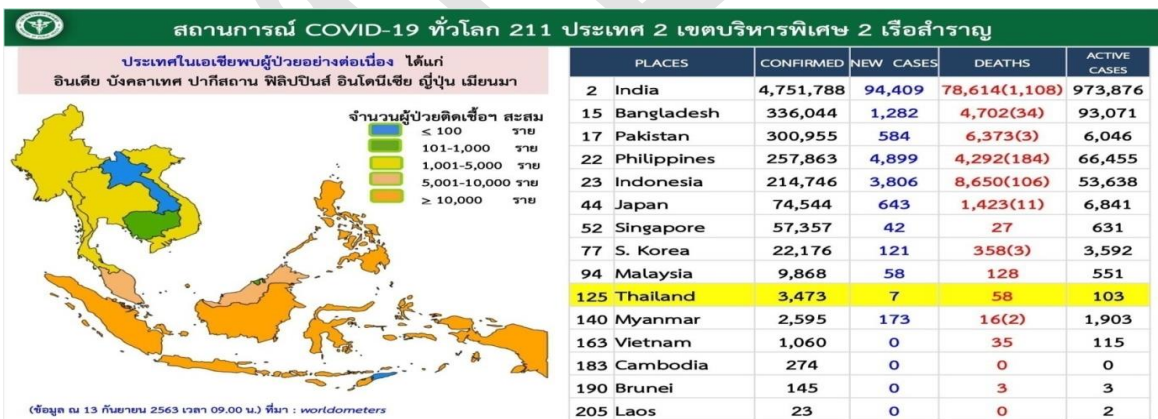 สถานการณ์ COVID-19 ทั่วโลก 211 ประเทศ 2 เขตบริหารพิเศษ 2 เรือสำราญ
ประเทศในเอเชียพบผู้ป่วยอย่างต่อเนื่อง ได้แก่
อินเดีย บังคลาเทศ ปากีสถาน ฟิลิปปินส์ อินโดนีเซีย ญี่ปุ่น เมียนมา
จำนวนผู้ป่วยติดเชื้อฯ สะสม
≤ 100 ราย
101-1,000 ราย
1,001-5,000 ราย
5,001-10,000 ราย
≥ 10,000 ราย
(ข้อมูล ณ 13 กันยายน 2563 เวลา 09.00 น.) ที่มา : worldometers
PLACES CONFIRMED NEW CASES DEATHS ACTIVE CASES
2 India 4,751,788 94,409 78,614(1,108) 973,876
15 Bangladesh 336,044 1,282 4,702(34) 93,071
17 Pakistan 300,955 584 6,373(3) 6,046
22 Philippines 257,863 4,899 4,292(184) 66,455
23 Indonesia 214,746 3,806 8,650(106) 53,638
44 Japan 74,544 643 1,423(11) 6,841
52 Singapore 57,357 42 27 631
77 S. Korea 22,176 121 358(3) 3,592
94 Malaysia 9,868 58 128 551
125 Thailand 3,473 7 58 103
140 Myanmar 2,595 173 16(2) 1,903
163 Vietnam 1,060 0 35 115
183 Cambodia 274 0 0 0
190 Brunei 145 0 3 3
205 Laos 23 0 0 2